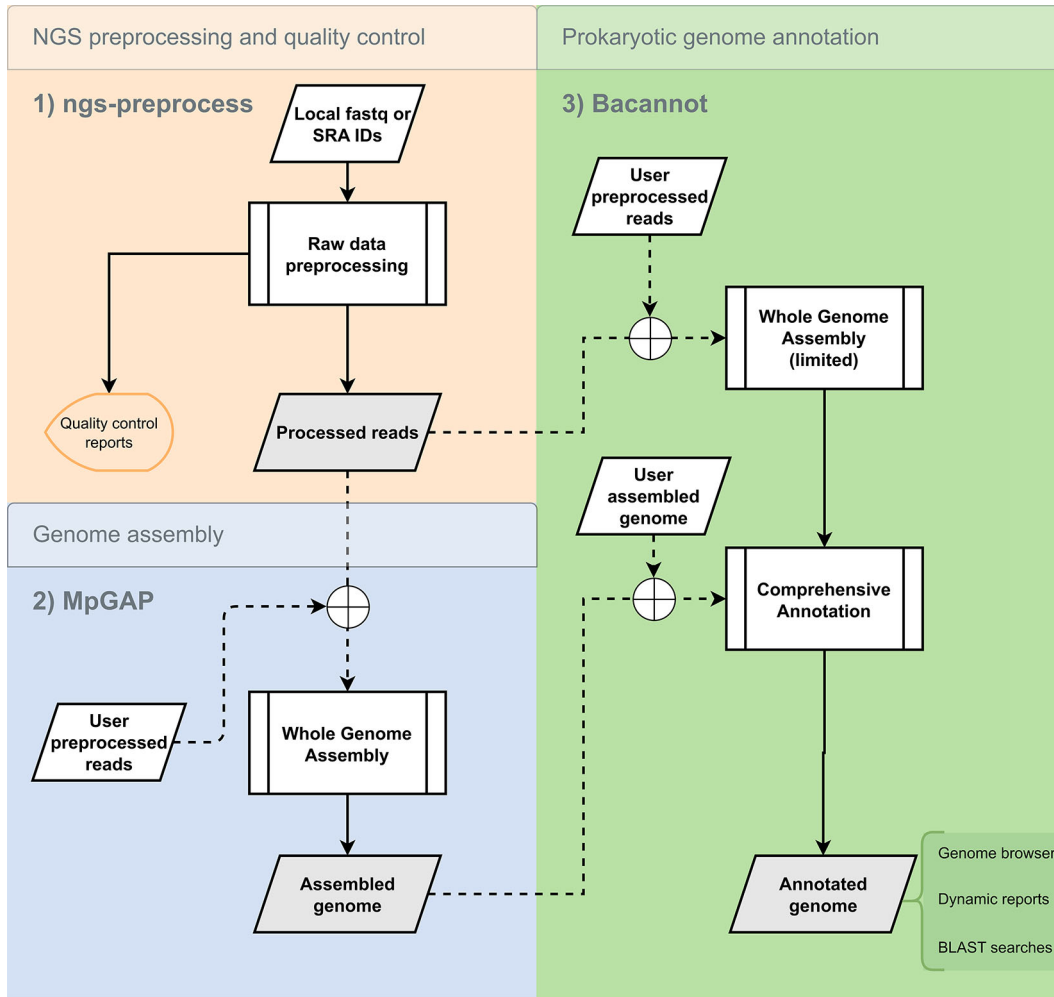 NGS preprocessing and quality control
1) ngs-preprocess
Local fastq or
SRA IDs
Raw data
preprocessing
Quality control
reports
Processed reads
Genome assembly
2) MpGAP
User
preprocessed
reads
Whole Genome
Assembly
Assembled
genome
Prokaryotic genome annotation
3) Bacannot
User
preprocessed
reads
Whole Genome
Assembly
(limited)
User
assembled
genome
Comprehensive
Annotation
Annotated
genome
Genome browser
Dynamic reports
BLAST searches